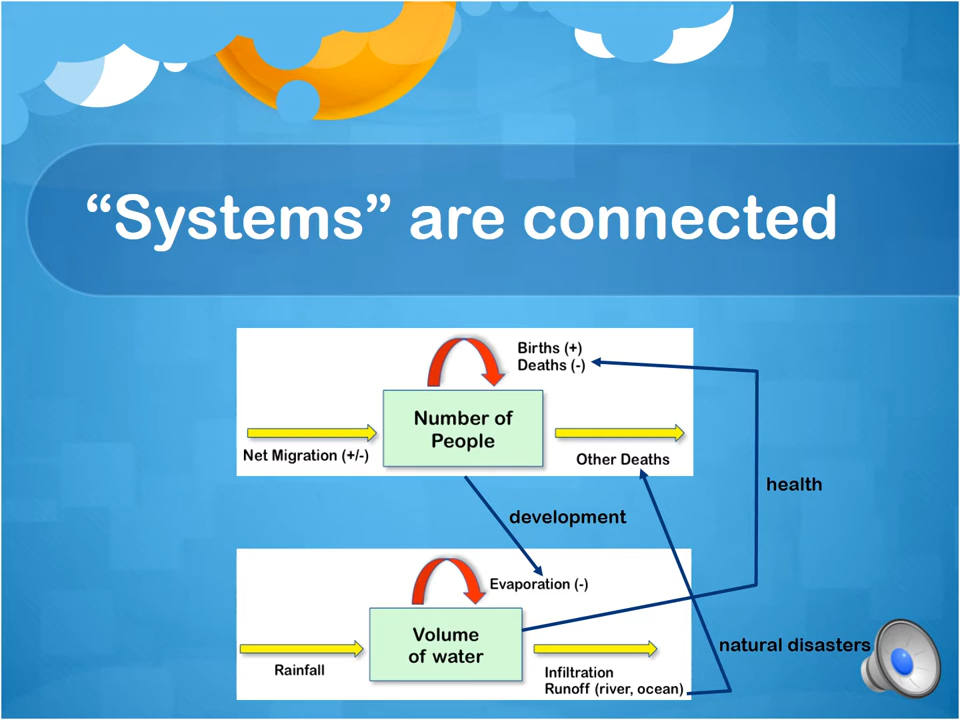 “Systems” are connected
Births (+)
Deaths (-)
Number of
People
Net Migration (+/-)
Other Deaths
health
development
Evaporation (-)
Volume
of water
natural disasters
Rainfall
Infiltration
Runoff (river, ocean)